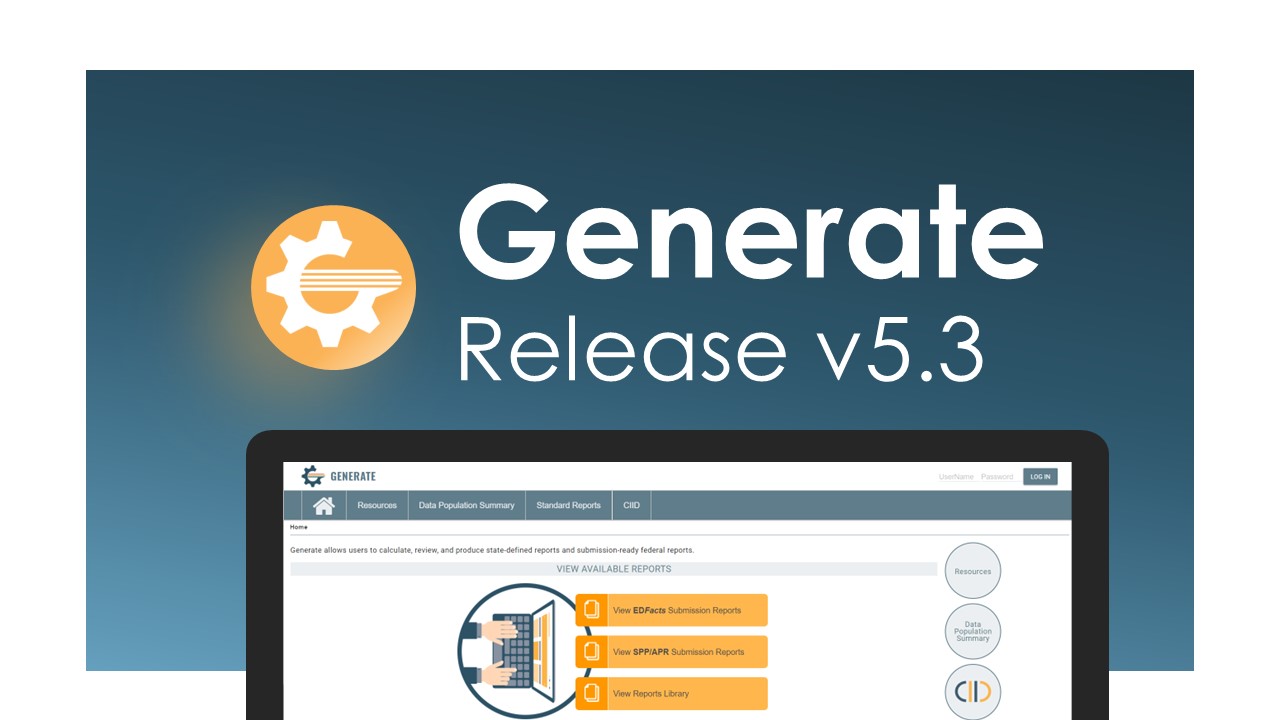 Generate
Release v5.3
GENERATE
UserName Password LOG IN
Resources Data Population Summary Standard Reports CIID
Home
Generate allows users to calculate, review, and produce state-defined reports and submission-ready federal reports.
VIEW AVAILABLE REPORTS
Resources
View EDFacts Submission Reports
Data
Population
Summary
View SPP/APR Submission Reports
View Reports Library
CIID